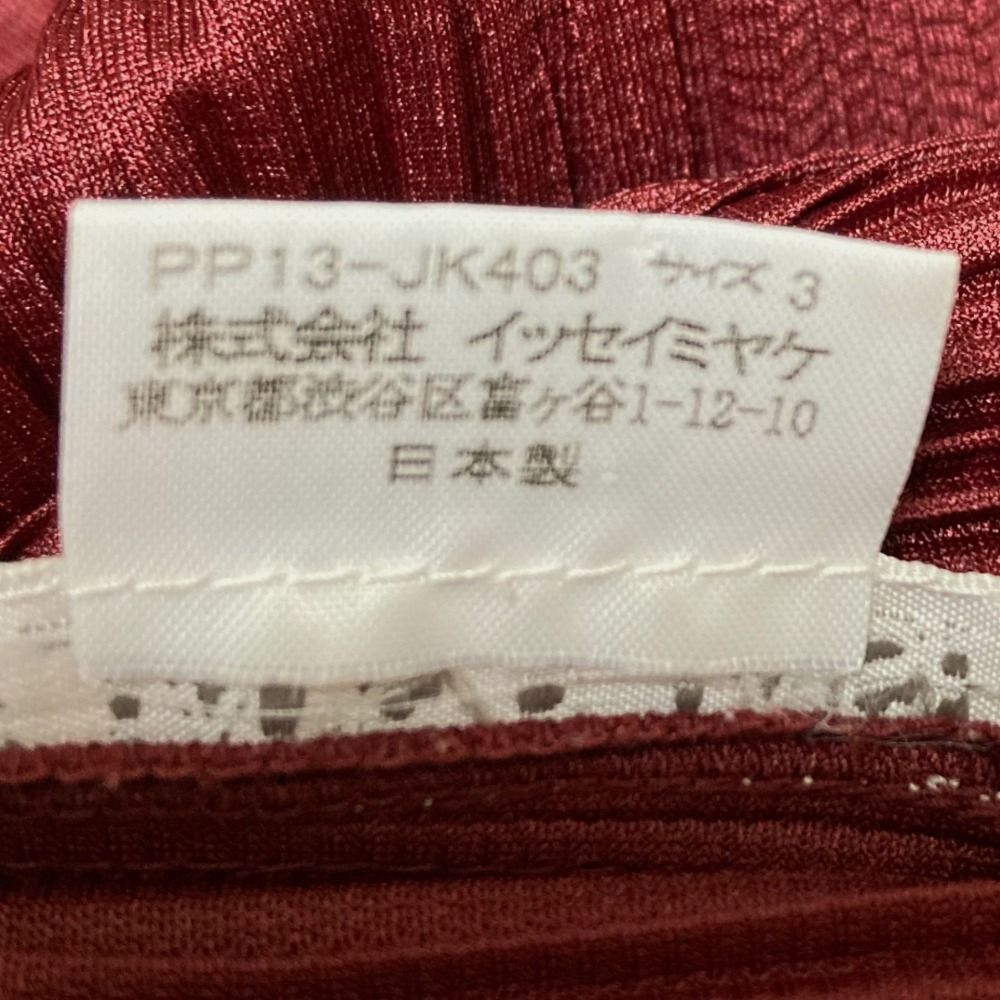 PP13-JK403 サイズ 3
株式会社 イッセイミヤケ
東京都渋谷区富ヶ谷1-12-10
日本製